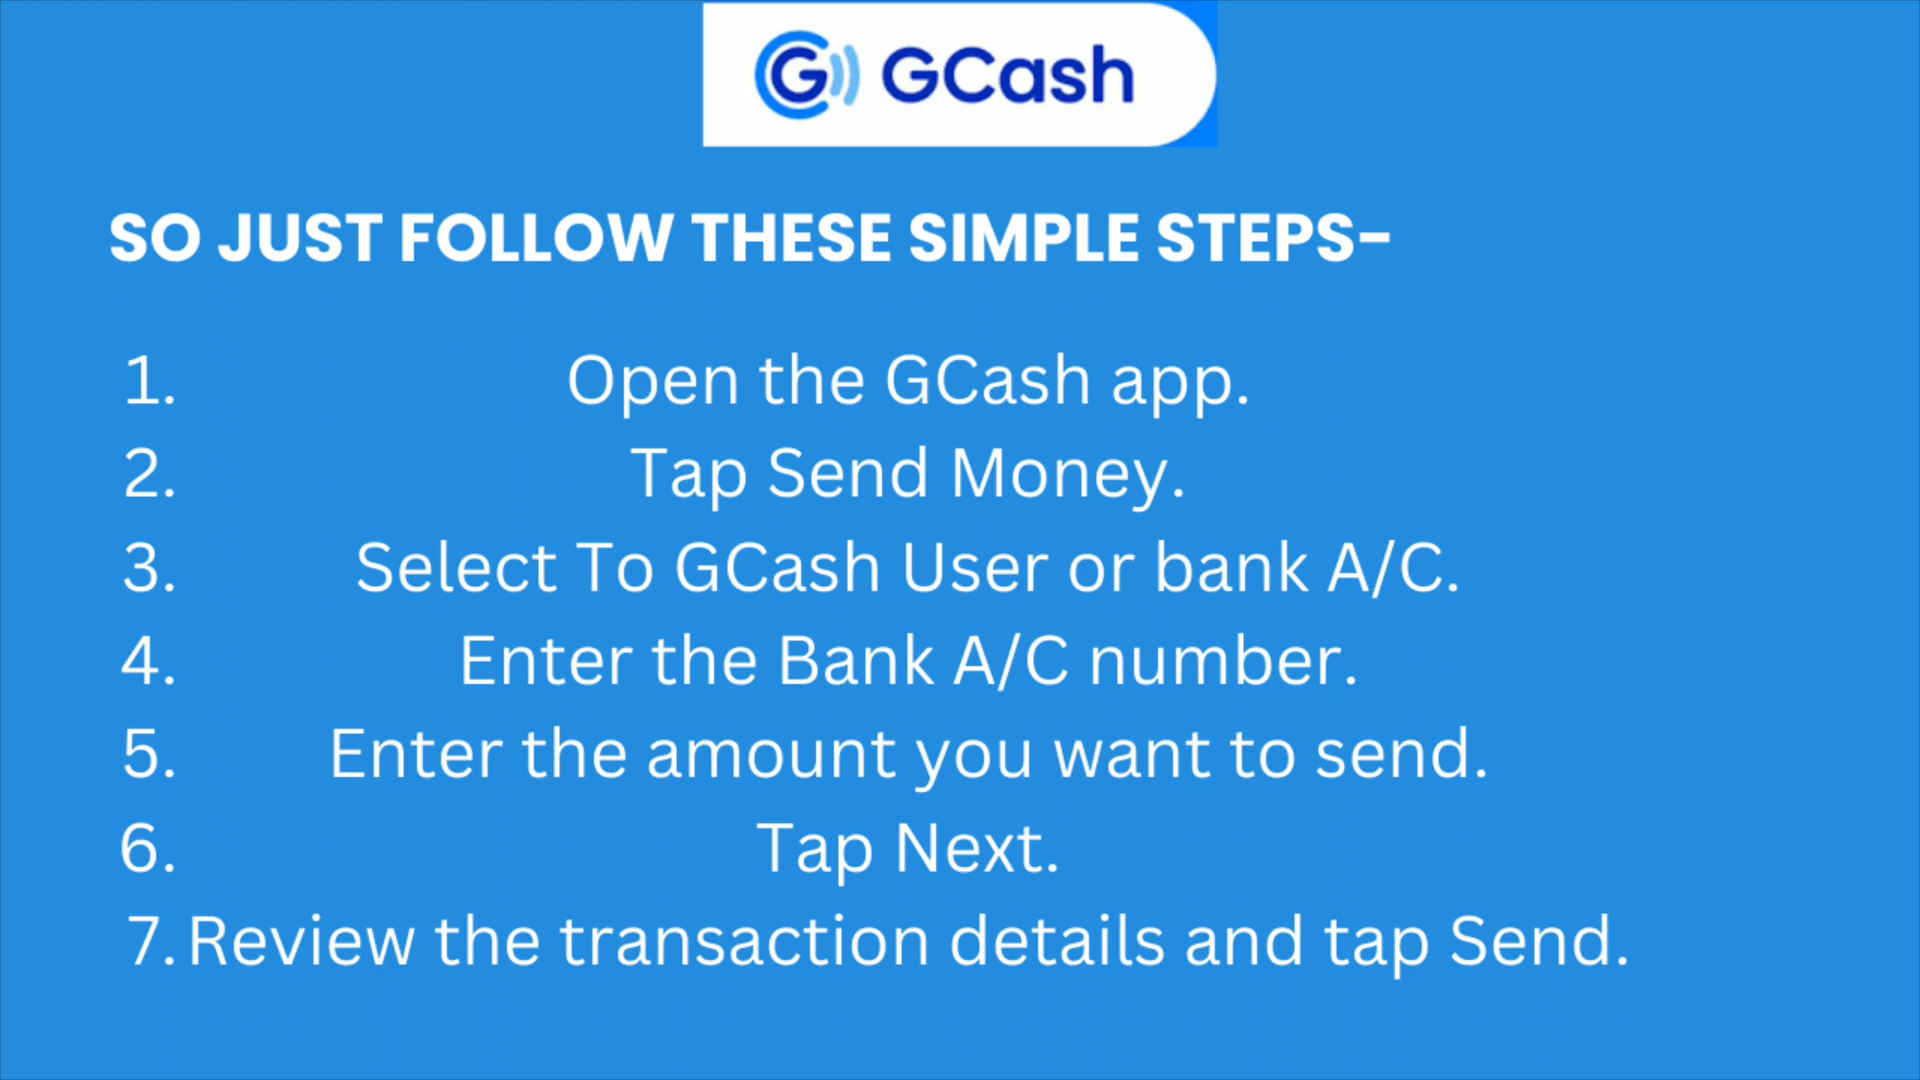 GCash
SO JUST FOLLOW THESE SIMPLE STEPS-
1. Open the GCash app.
2. Tap Send Money.
3. Select To GCash User or bank A/C.
4. Enter the Bank A/C number.
5. Enter the amount you want to send.
6. Tap Next.
7. Review the transaction details and tap Send.